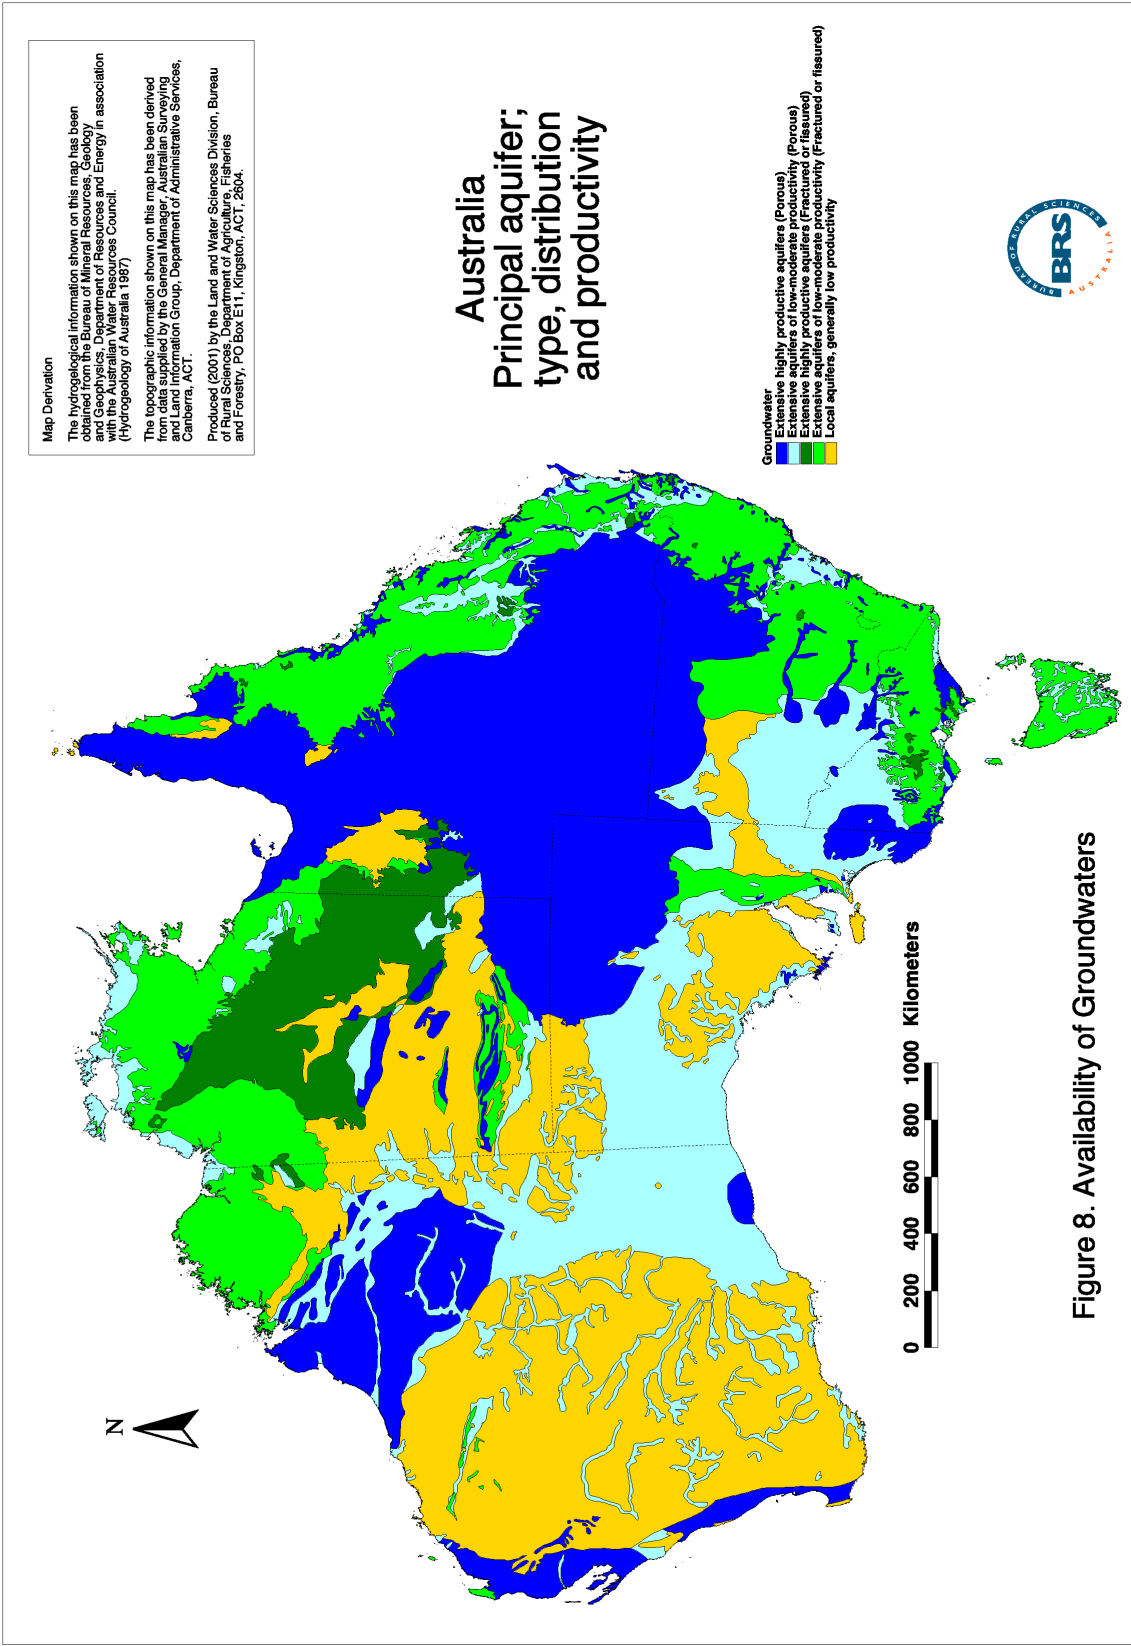 Map Derivation
The hydrogelogical information shown on this map has been
obtained from the Bureau of Mineral Resources, Geology
and Geophysics, Department of Resources and Energy in association
with the Australian Water Resources Council.
(Hydrogeology of Australia 1987)
The topographic information shown on this map has been derived
from data supplied by the General Manager, Australian Surveying
and Land Information Group, Department of Administrative Services,
Canberra, ACT.
Produced (2001) by the Land and Water Sciences Division, Bureau
of Rural Sciences, Department of Agriculture, Fisheries
and Forestry, PO Box E11, Kingston, ACT, 2604.
Australia
Principal aquifer;
type, distribution
and productivity
Groundwater
Extensive highly productive aquifers (Porous)
Extensive aquifers of low-moderate productivity (Porous)
Extensive highly productive aquifers (Fractured or fissured)
Extensive aquifers of low-moderate productivity (Fractured or fissured)
Local aquifers, generally low productivity
BUREAU OF RURAL SCIENCES
BRS
AUSTRALIA
N
0 200 400 600 800 1000 Kilometers
Figure 8. Availability of Groundwaters